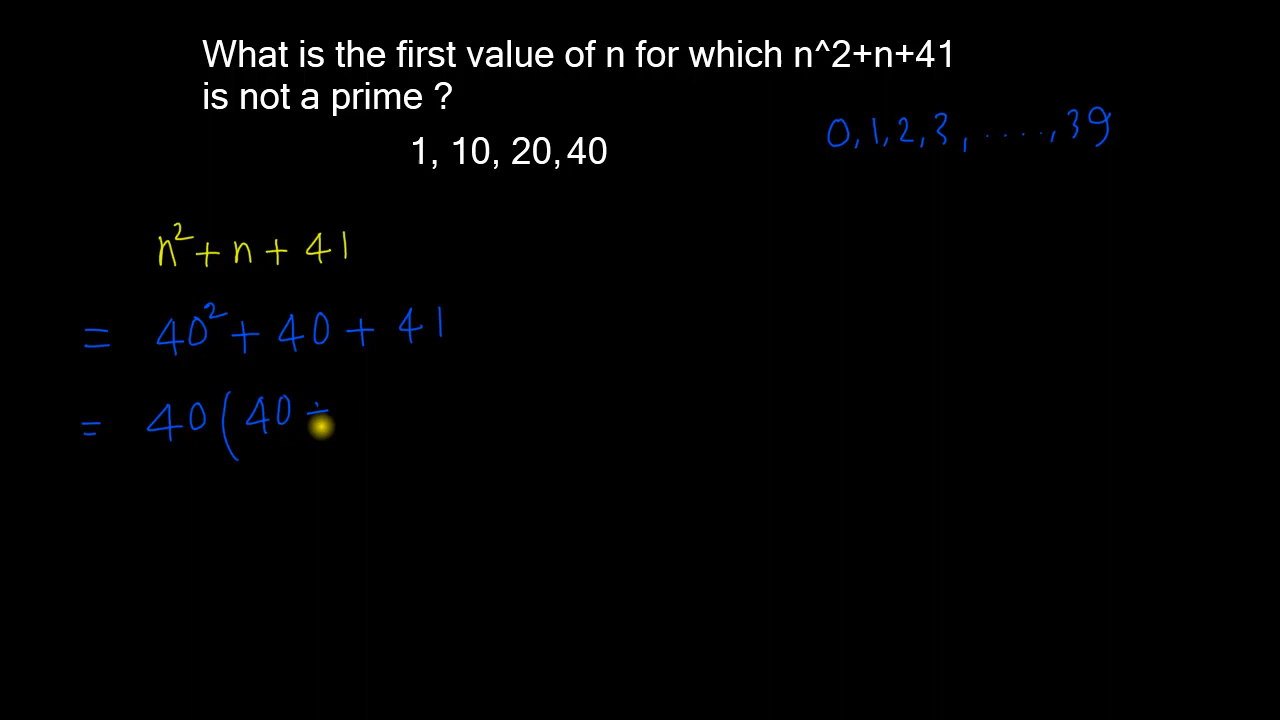 What is the first value of n for which n^2+n+41
is not a prime ?
0,1,2,3,.....,39
1, 10, 20, 40
n²+n+41
= 40²+40+41
= 40(40+